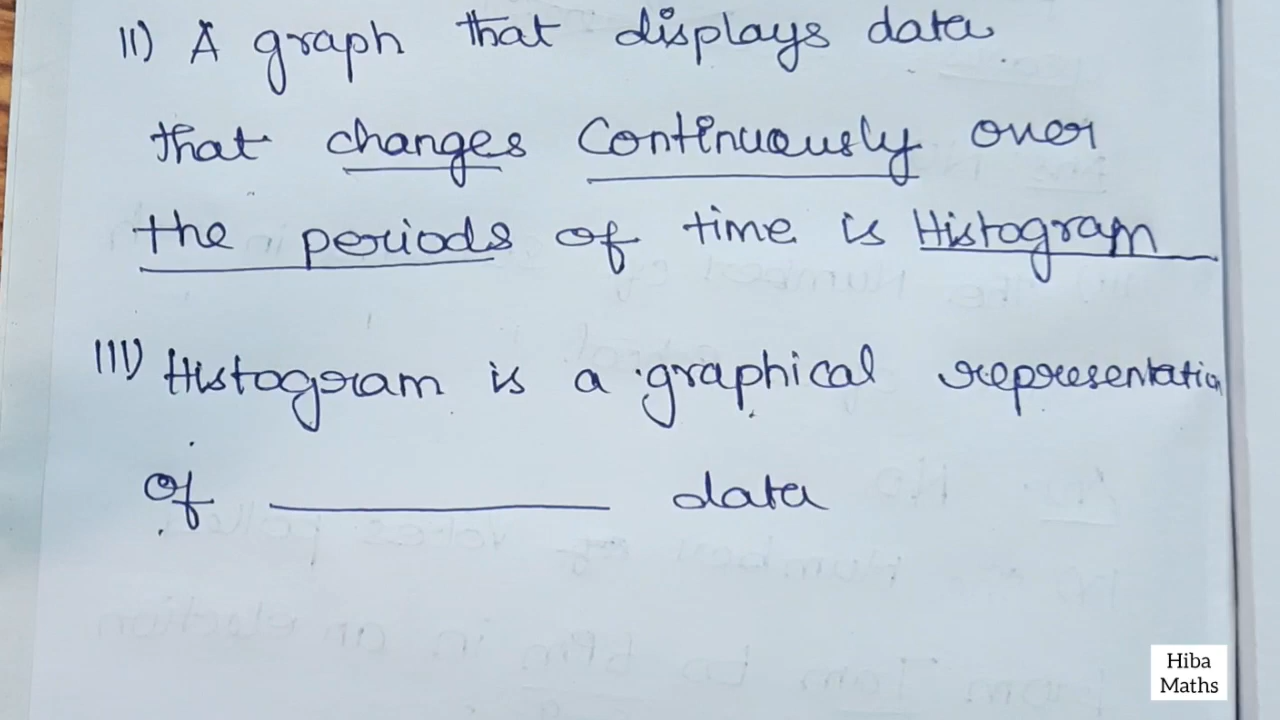 II) A graph that displays data
that changes continuously over
the periods of time is Histogram
III) Histogram is a graphical representation
of __________ data
Hiba
Maths